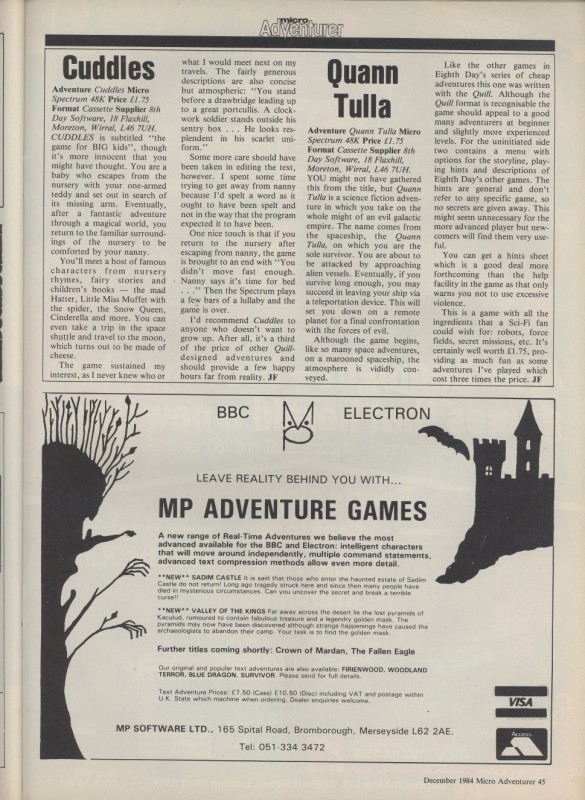 micro
Adventurer
Cuddles
Adventure Cuddles Micro
Spectrum 48K Price £1.75
Format Cassette Supplier 8th
Day Software, 18 Flaxhill,
Moreton, Wirral, L46 7UH.
CUDDLES is subtitled "the
game for BIG kids", though
it's more innocent that you
might have thought. You are a
baby who escapes from the
nursery with your one-armed
teddy and set out in search of
its missing arm. Eventually,
after a fantastic adventure
through a magical world, you
return to the familiar surround-
ings of the nursery to be
comforted by your nanny.
You'll meet a host of famous
characters from nursery
rhymes, fairy stories and
children's books — the mad
Hatter, Little Miss Muffet with
the spider, the Snow Queen,
Cinderella and more. You can
even take a trip in the space
shuttle and travel to the moon,
which turns out to be made of
cheese.
The game sustained my
interest, as I never knew who or
what I would meet next on my
travels. The fairly generous
descriptions are also concise
but atmospheric: "You stand
before a drawbridge leading up
to a great portcullis. A clock-
work soldier stands outside his
sentry box . . . He looks res-
plendent in his scarlet uni-
form."
Some more care should have
been taken in editing the text,
however. I spent some time
trying to get away from nanny
because I'd spelt a word as it
ought to have been spelt and
not in the way that the program
expected it to have been.
One nice touch is that if you
return to the nursery after
escaping from nanny, the game
is brought to an end with "You
didn't move fast enough.
Nanny says it's time for bed
. . ." Then the Spectrum plays
a few bars of a lullaby and the
game is over.
I'd recommend Cuddles to
anyone who doesn't want to
grow up. After all, it's a third
of the price of other Quill-
designed adventures and
should provide a few happy
hours far from reality. JF
Quann
Tulla
Adventure Quann Tulla Micro
Spectrum 48K Price £1.75
Format Cassette Supplier 8th
Day Software, 18 Flaxhill,
Moreton, Wirral, L46 7UH.
YOU might not have gathered
this from the title, but Quann
Tulla is a science fiction adven-
ture in which you take on the
whole might of an evil galactic
empire. The name comes from
the spaceship, the Quann
Tulla, on which you are the
sole survivor. You are about to
be attacked by approaching
alien vessels. Eventually, if you
survive long enough, you may
succeed in leaving your ship via
a teleportation device. This will
set you down on a remote
planet for a final confrontation
with the forces of evil.
Although the game begins,
like so many space adventures,
on a marooned spaceship, the
atmosphere is vididly con-
veyed.
Like the other games in
Eighth Day's series of cheap
adventures this one was written
with the Quill. Although the
Quill format is recognisable the
game should appeal to a good
many adventurers at beginner
and slightly more experienced
levels. For the uninitiated side
two contains a menu with
options for the storyline, play-
ing hints and descriptions of
Eighth Day's other games. The
hints are general and don't
refer to any specific game, so
no secrets are given away. This
might seem unnecessary for the
more advanced player but new-
comers will find them very use-
ful.
You can get a hints sheet
which is a good deal more
forthcoming than the help
facility in the game as that only
warns you not to use excessive
violence.
This is a game with all the
ingredients that a Sci-Fi fan
could wish for: robots, force
fields, secret missions, etc. It's
certainly well worth £1.75, pro-
viding as much fun as some
adventures I've played which
cost three times the price. JF
BBC MP ELECTRON
LEAVE REALITY BEHIND YOU WITH...
MP ADVENTURE GAMES
A new range of Real-Time Adventures we believe the most
advanced available for the BBC and Electron: intelligent characters
that will move around independently, multiple command statements,
advanced text compression methods allow even more detail.
**NEW** SADIM CASTLE It is said that those who enter the haunted estate of Sadim
Castle do not return! Long ago tragedy struck here and since then many people have
died in mysterious circumstances. Can you uncover the secret and break a terrible
curse!!
**NEW** VALLEY OF THE KINGS Far away across the desert lie the lost pyramids of
Kaculud, rumoured to contain fabulous treasure and a legendry golden mask. The
pyramids may now have been discovered although strange happenings have caused the
archaeologists to abandon their camp. Your task is to find the golden mask.
Further titles coming shortly: Crown of Mardan, The Fallen Eagle
Our original and popular text adventures are also available: FIRIENWOOD, WOODLAND
TERROR, BLUE DRAGON, SURVIVOR. Please send for full details.
Text Adventure Prices: £7.50 (Cass) £10.50 (Disc) including VAT and postage within
U.K. State which machine when ordering. Dealer enquiries welcome.
MP SOFTWARE LTD., 165 Spital Road, Bromborough, Merseyside L62 2AE.
Tel: 051-334 3472
VISA
Access
December 1984 Micro Adventurer 45